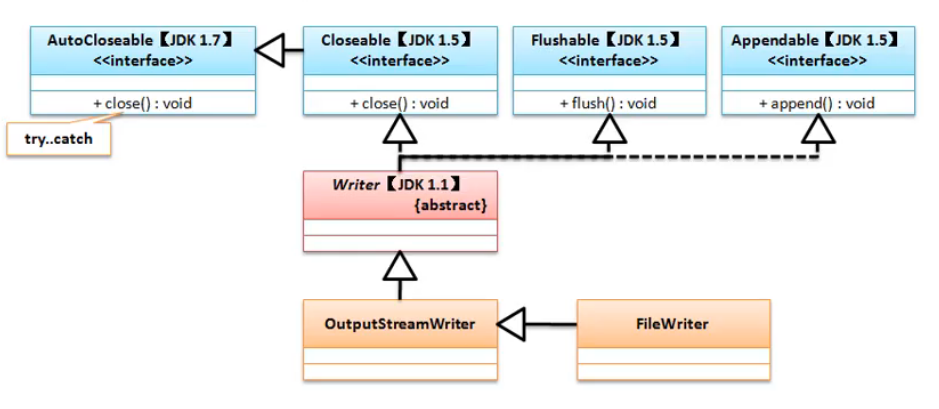 AutoCloseable【JDK 1.7】
<<interface>>
+ close() : void
try..catch
Closeable【JDK 1.5】
<<interface>>
+ close() : void
Flushable【JDK 1.5】
<<interface>>
+ flush() : void
Appendable【JDK 1.5】
<<interface>>
+ append() : void
Writer【JDK 1.1】
{abstract}
OutputStreamWriter
FileWriter